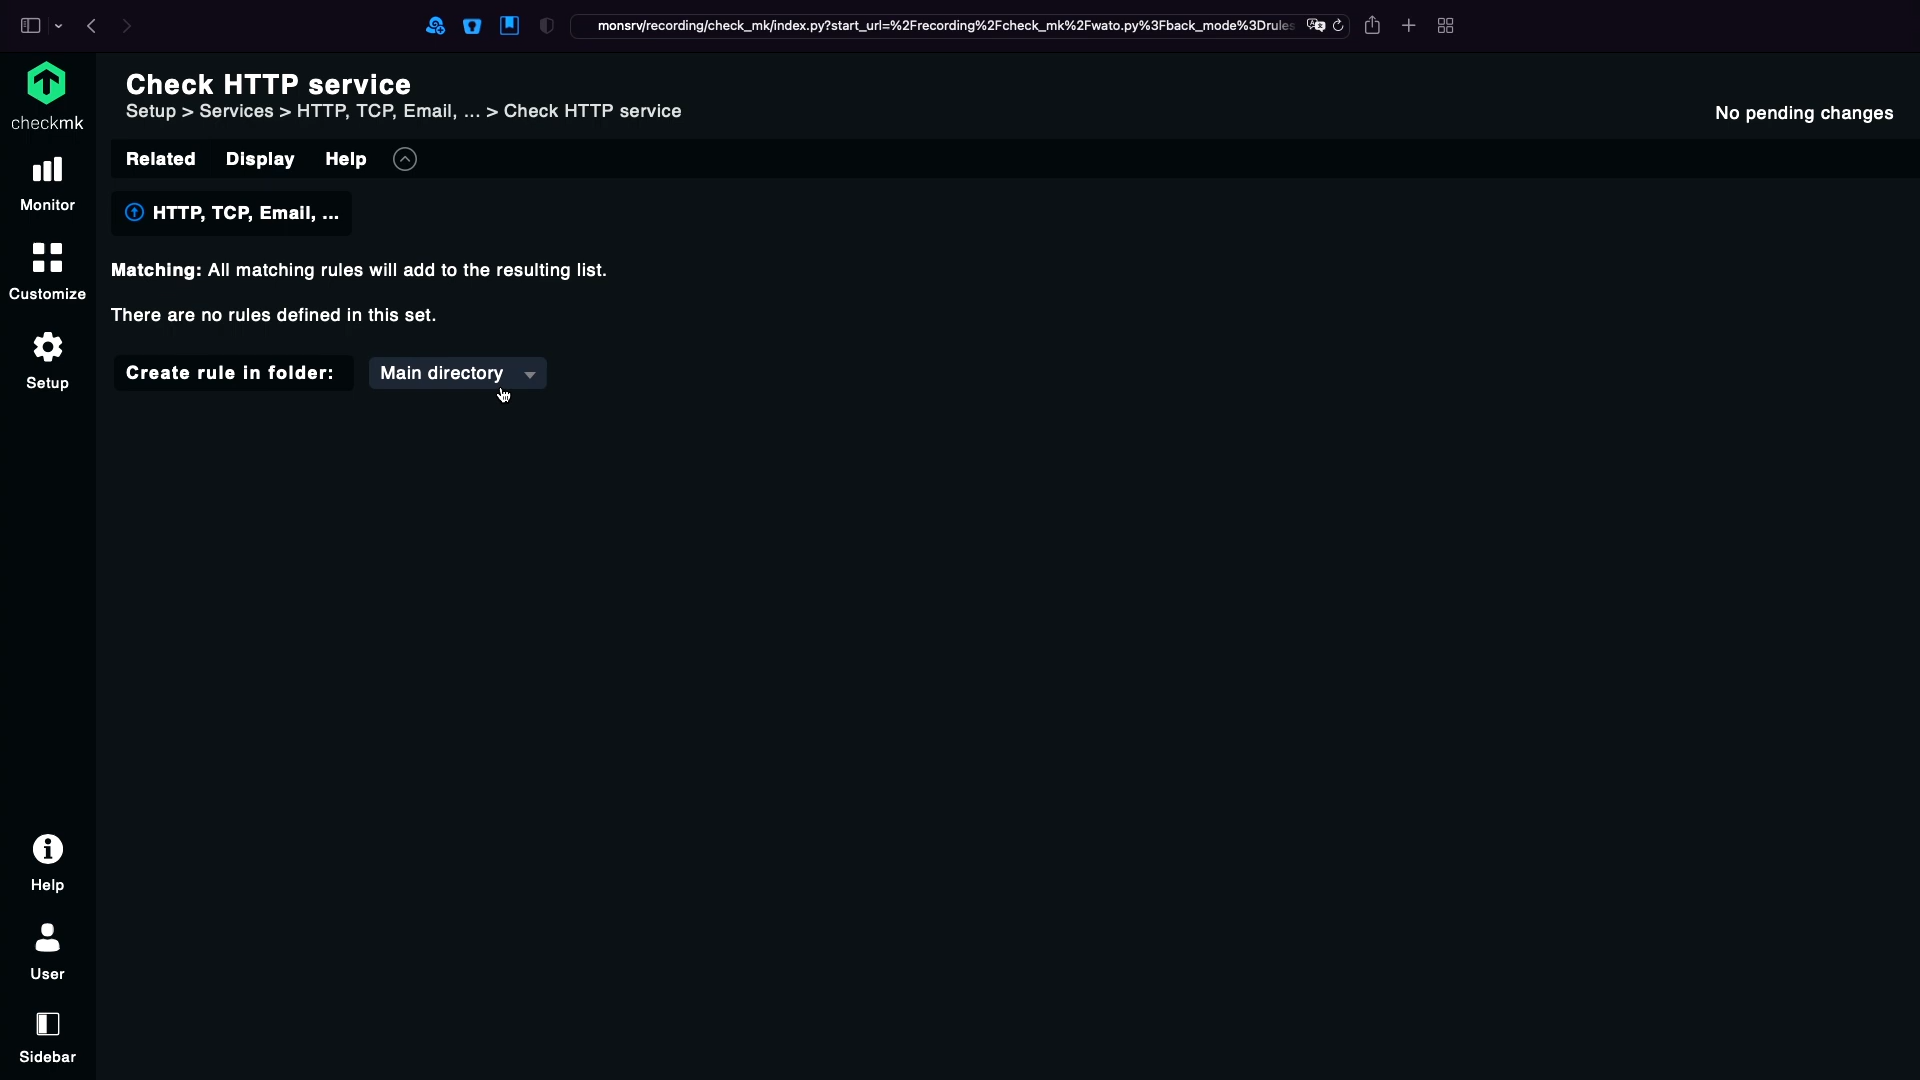 monsrv/recording/check_mk/index.py?start_url=%2Frecording%2Fcheck_mk%2Fwato.py%3Fback_mode%3Drules
checkmk
Monitor
Customize
Setup
Help
User
Sidebar
Check HTTP service
Setup > Services > HTTP, TCP, Email, ... > Check HTTP service
No pending changes
Related Display Help
HTTP, TCP, Email, ...
Matching: All matching rules will add to the resulting list.
There are no rules defined in this set.
Create rule in folder: Main directory